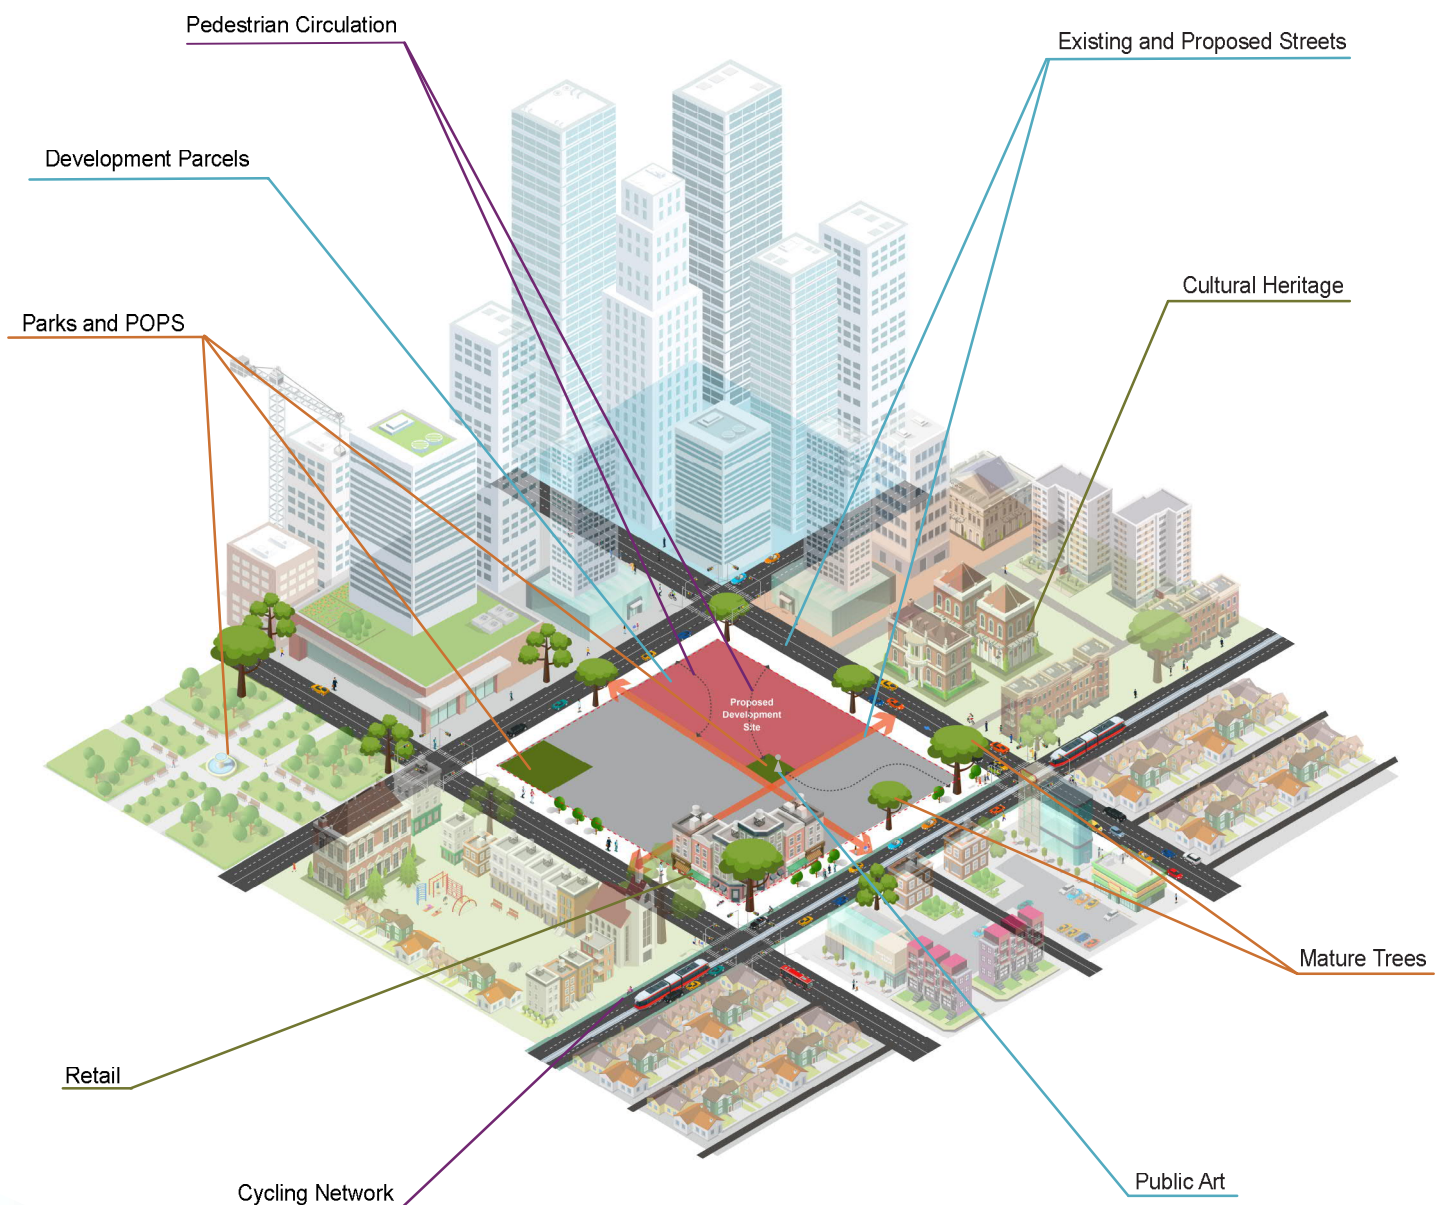 Pedestrian Circulation
Existing and Proposed Streets
Development Parcels
Cultural Heritage
Parks and POPS
Proposed
Development
Site
Mature Trees
Retail
Public Art
Cycling Network